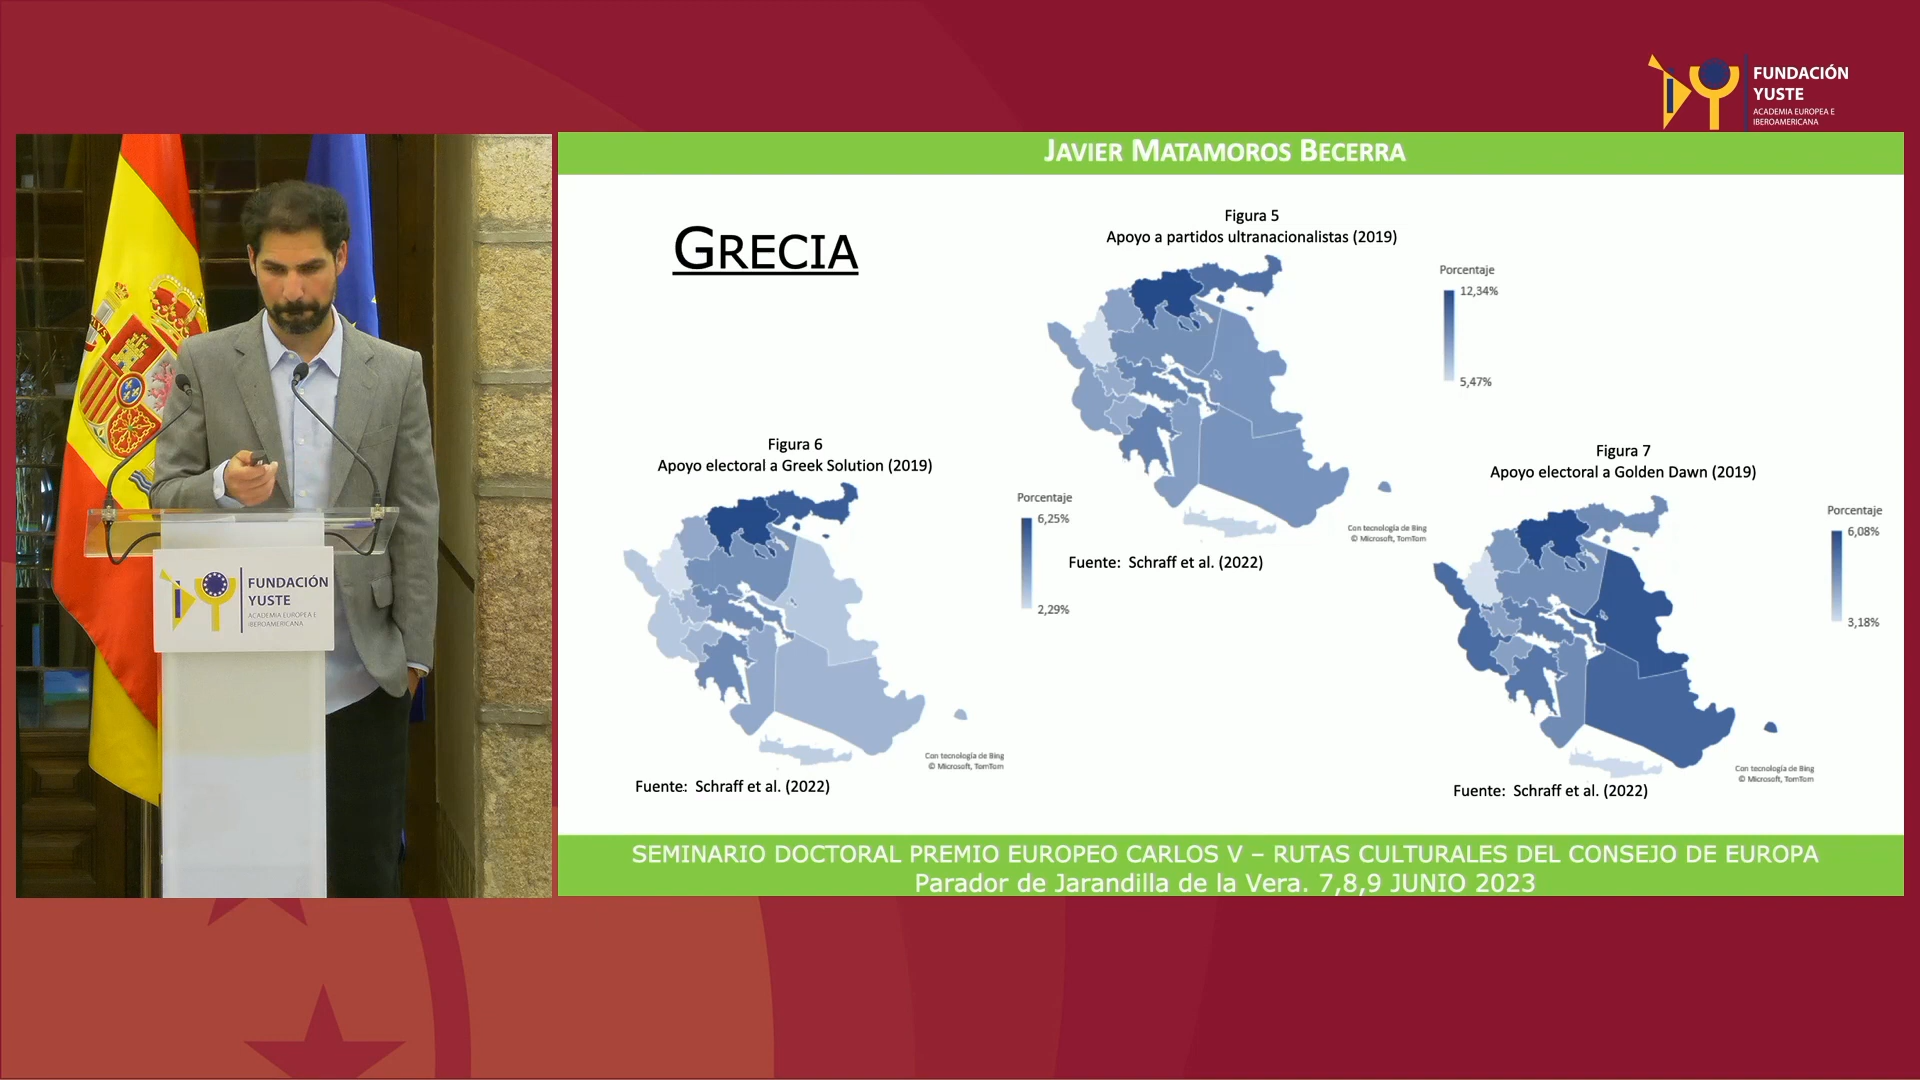 FUNDACIÓN
YUSTE
ACADEMIA EUROPEA E
IBEROAMERICANA
JAVIER MATAMOROS BECERRA
GRECIA
Figura 5
Apoyo a partidos ultranacionalistas (2019)
Porcentaje
12,34%
5,47%
Con tecnología de Bing
© Microsoft, TomTom
Fuente: Schraff et al. (2022)
Figura 6
Apoyo electoral a Greek Solution (2019)
Porcentaje
6,25%
2,29%
Con tecnología de Bing
© Microsoft, TomTom
Fuente: Schraff et al. (2022)
Figura 7
Apoyo electoral a Golden Dawn (2019)
Porcentaje
6,08%
3,18%
Con tecnología de Bing
© Microsoft, TomTom
Fuente: Schraff et al. (2022)
FUNDACIÓN
YUSTE
ACADEMIA EUROPEA E
IBEROAMERICANA
SEMINARIO DOCTORAL PREMIO EUROPEO CARLOS V – RUTAS CULTURALES DEL CONSEJO DE EUROPA
Parador de Jarandilla de la Vera. 7,8,9 JUNIO 2023